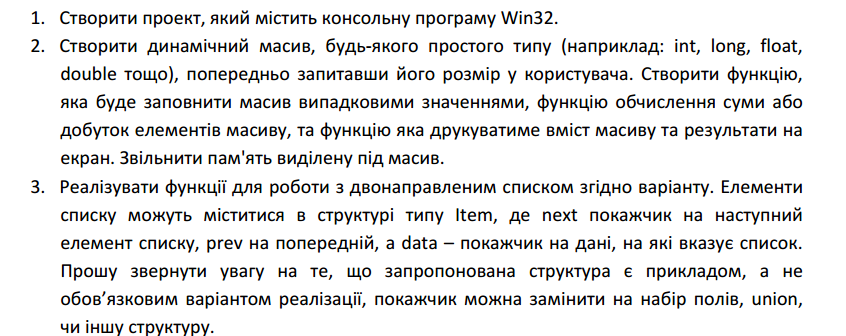 1. Створити проект, який містить консольну програму Win32.
2. Створити динамічний масив, будь-якого простого типу (наприклад: int, long, float,
double тощо), попередньо запитавши його розмір у користувача. Створити функцію,
яка буде заповнити масив випадковими значеннями, функцію обчислення суми або
добуток елементів масиву, та функцію яка друкуватиме вміст масиву та результати на
екран. Звільнити пам'ять виділену під масив.
3. Реалізувати функції для роботи з двонаправленим списком згідно варіанту. Елементи
списку можуть міститися в структурі типу Item, де next покажчик на наступний
елемент списку, prev на попередній, а data – покажчик на дані, на які вказує список.
Прошу звернути увагу на те, що запропонована структура є прикладом, а не
обов’язковим варіантом реалізації, покажчик можна замінити на набір полів, union,
чи іншу структуру.